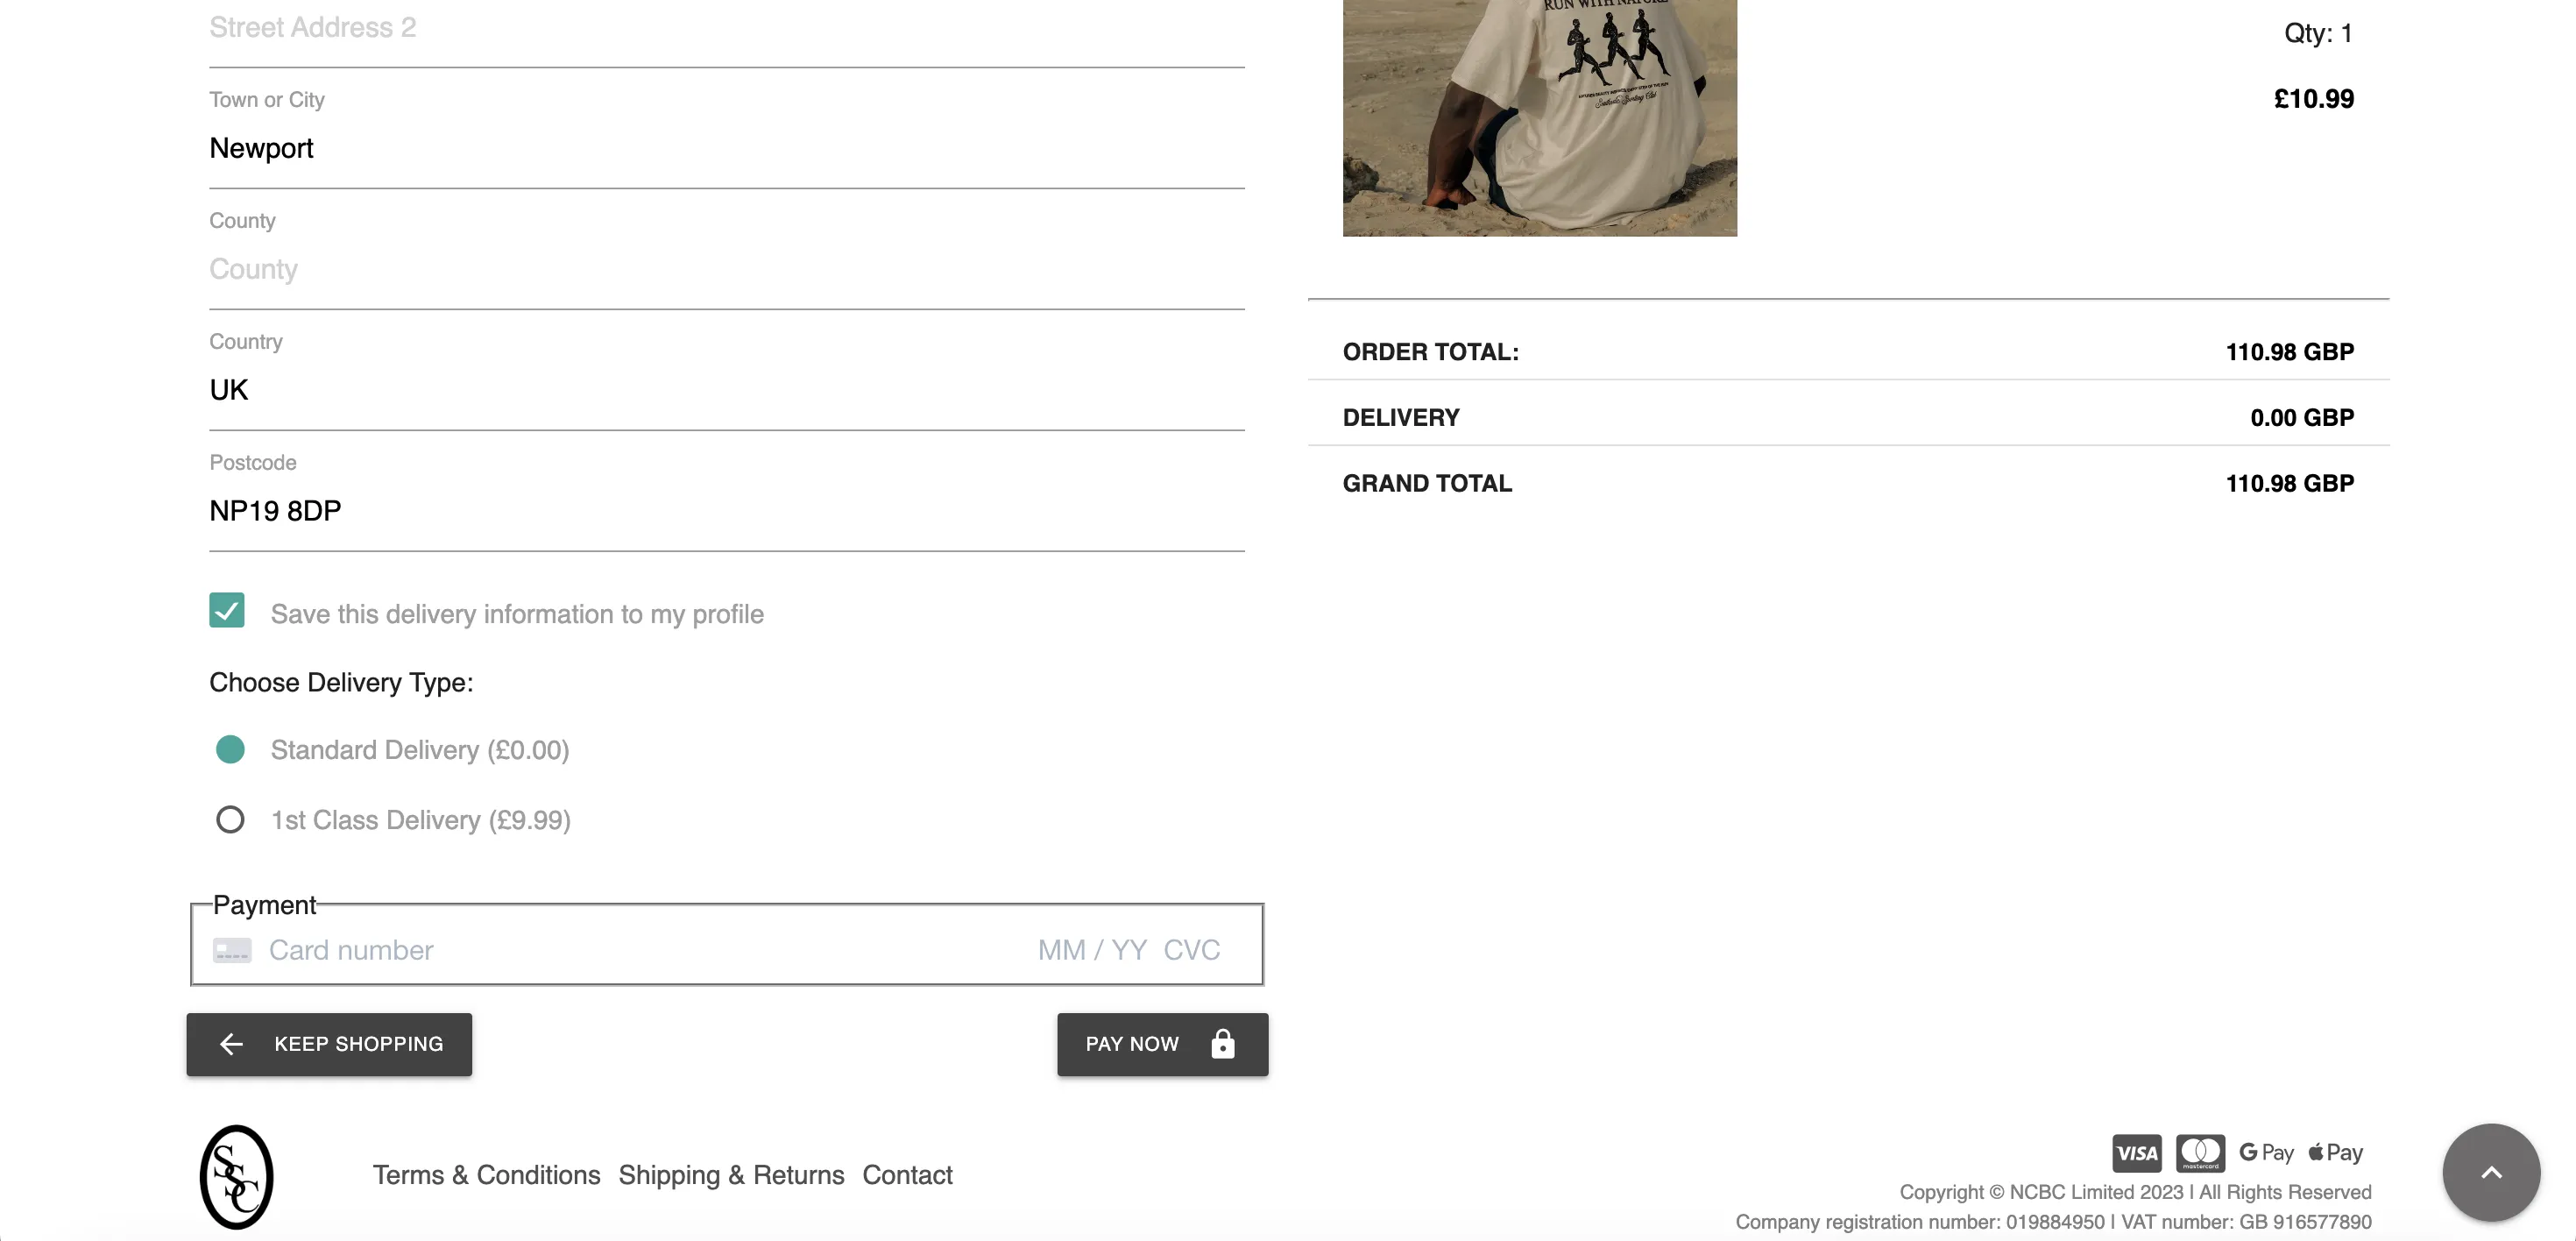 Street Address 2
Town or City
Newport
County
County
Country
UK
Postcode
NP19 8DP
Save this delivery information to my profile
Choose Delivery Type:
Standard Delivery (£0.00)
1st Class Delivery (£9.99)
Payment
Card number MM / YY CVC
KEEP SHOPPING
PAY NOW
RUN WITH NATURE
Qty: 1
£10.99
ORDER TOTAL: 110.98 GBP
DELIVERY 0.00 GBP
GRAND TOTAL 110.98 GBP
SSC
Terms & Conditions Shipping & Returns Contact
VISA mastercard G Pay Pay
Copyright © NCBC Limited 2023 | All Rights Reserved
Company registration number: 019884950 | VAT number: GB 916577890